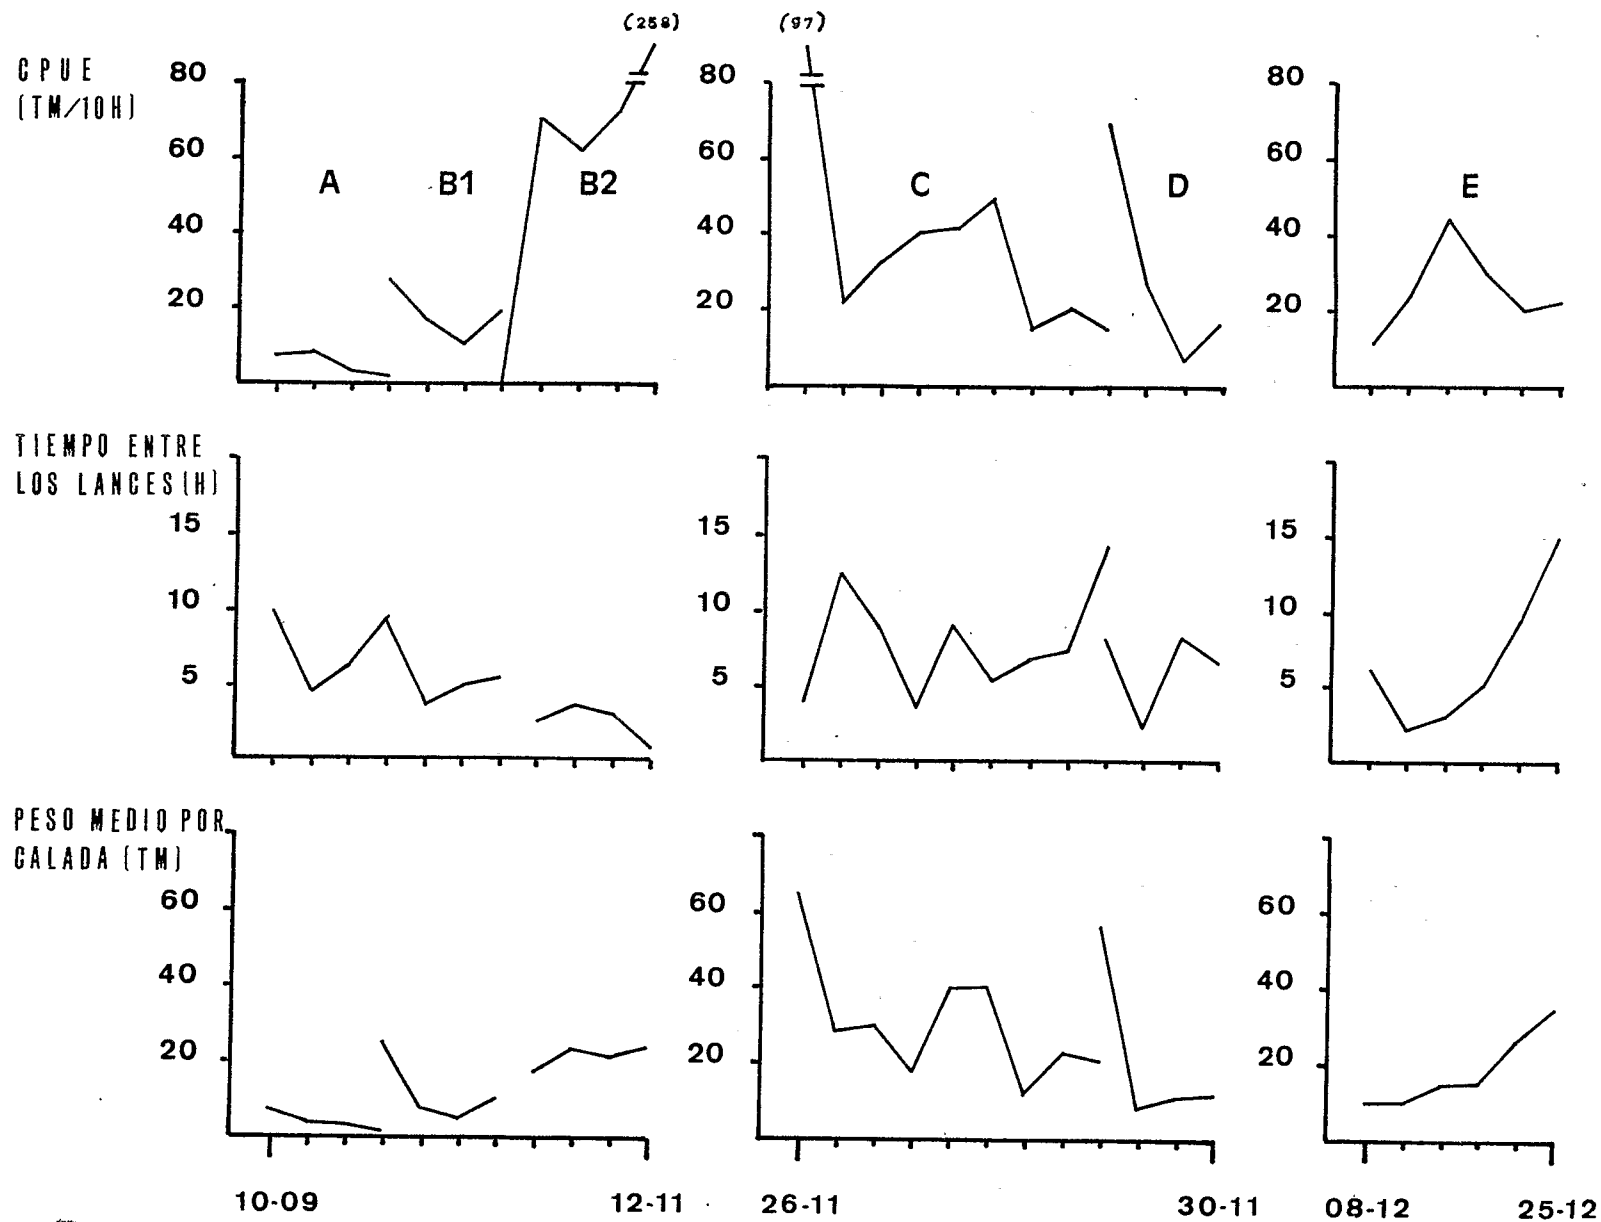 (258) (97)
CPUE
(TM/10H)
80 80 80
60 60 60
A B1 B2 C D E
40 40 40
20 20 20
TIEMPO ENTRE
LOS LANCES (H)
15 15 15
10 10 10
5 5 5
PESO MEDIO POR
CALADA (TM)
60 60 60
40 40 40
20 20 20
10-09 12-11 26-11 30-11 08-12 25-12